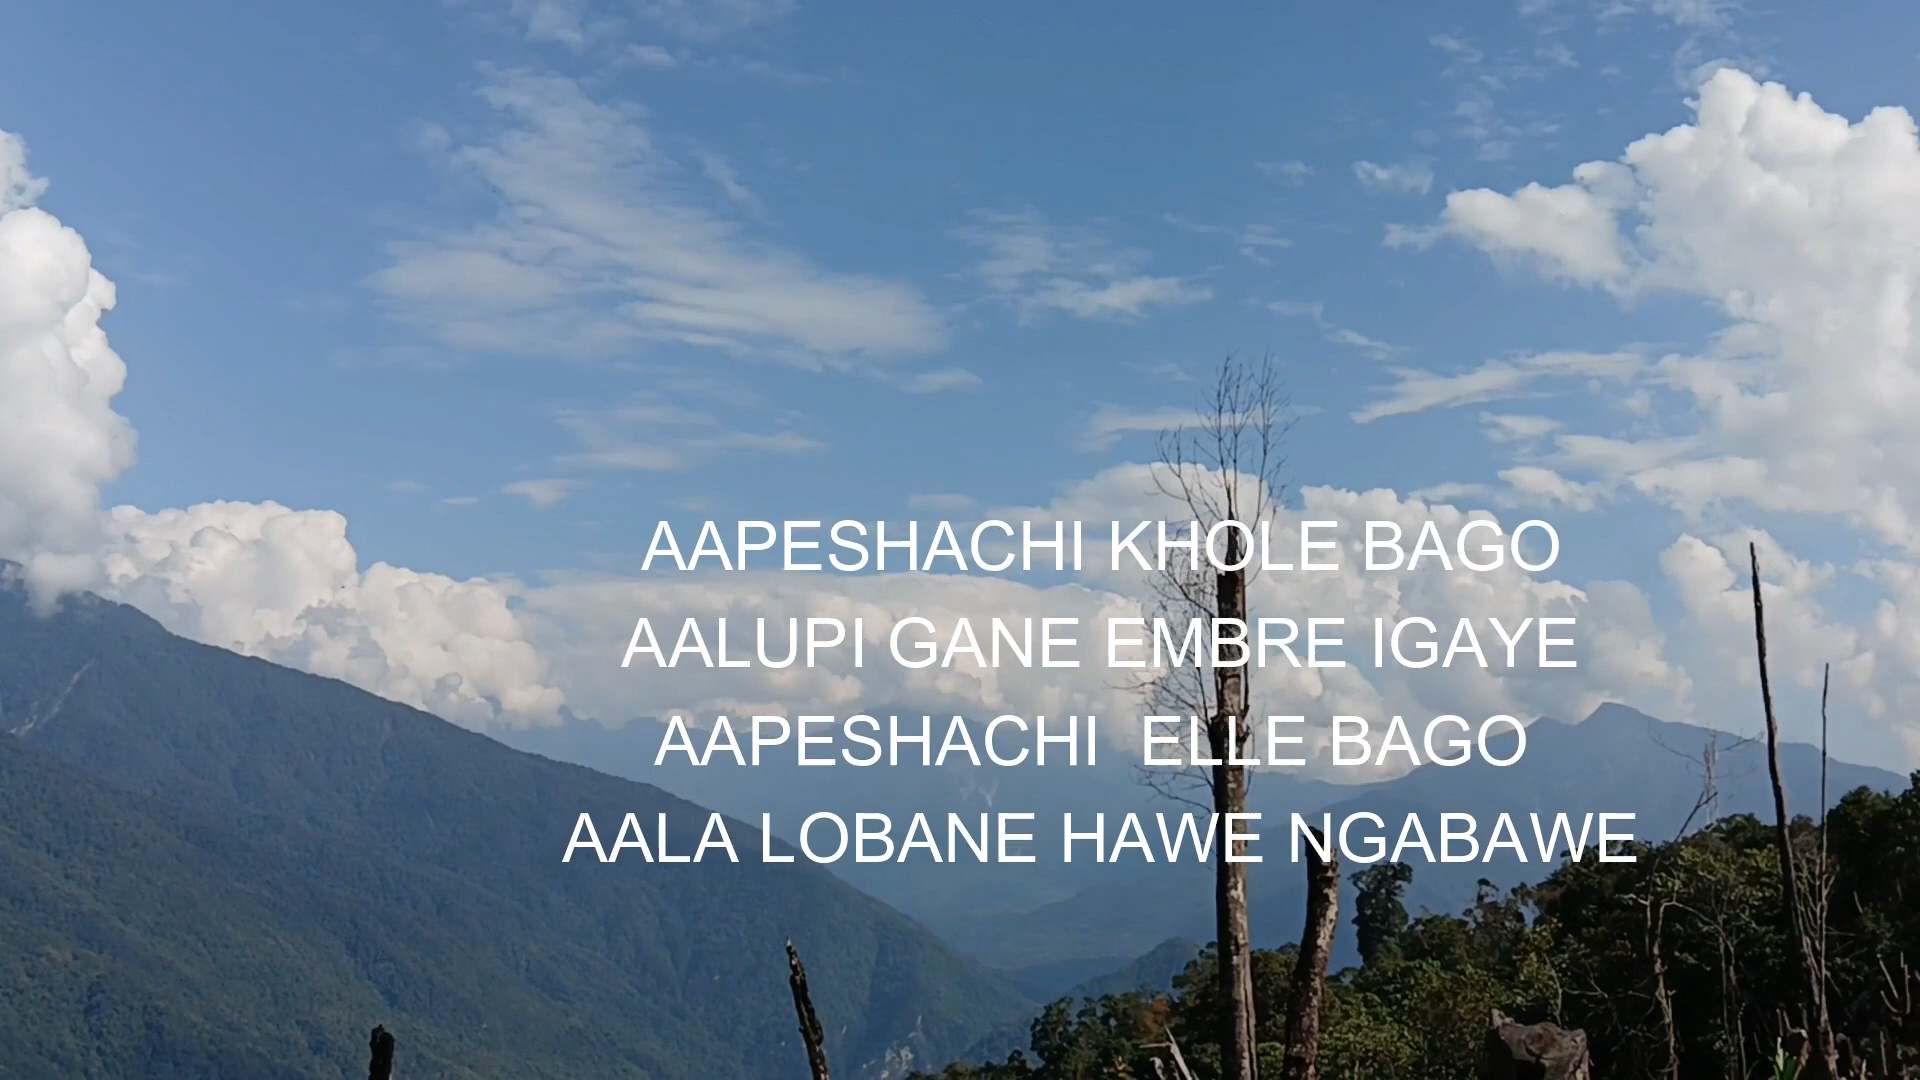 AAPESHACHI KHOLE BAGO
AALUPI GANE EMBRE IGAYE
AAPESHACHI  ELLE BAGO
AALA LOBANE HAWE NGABAWE